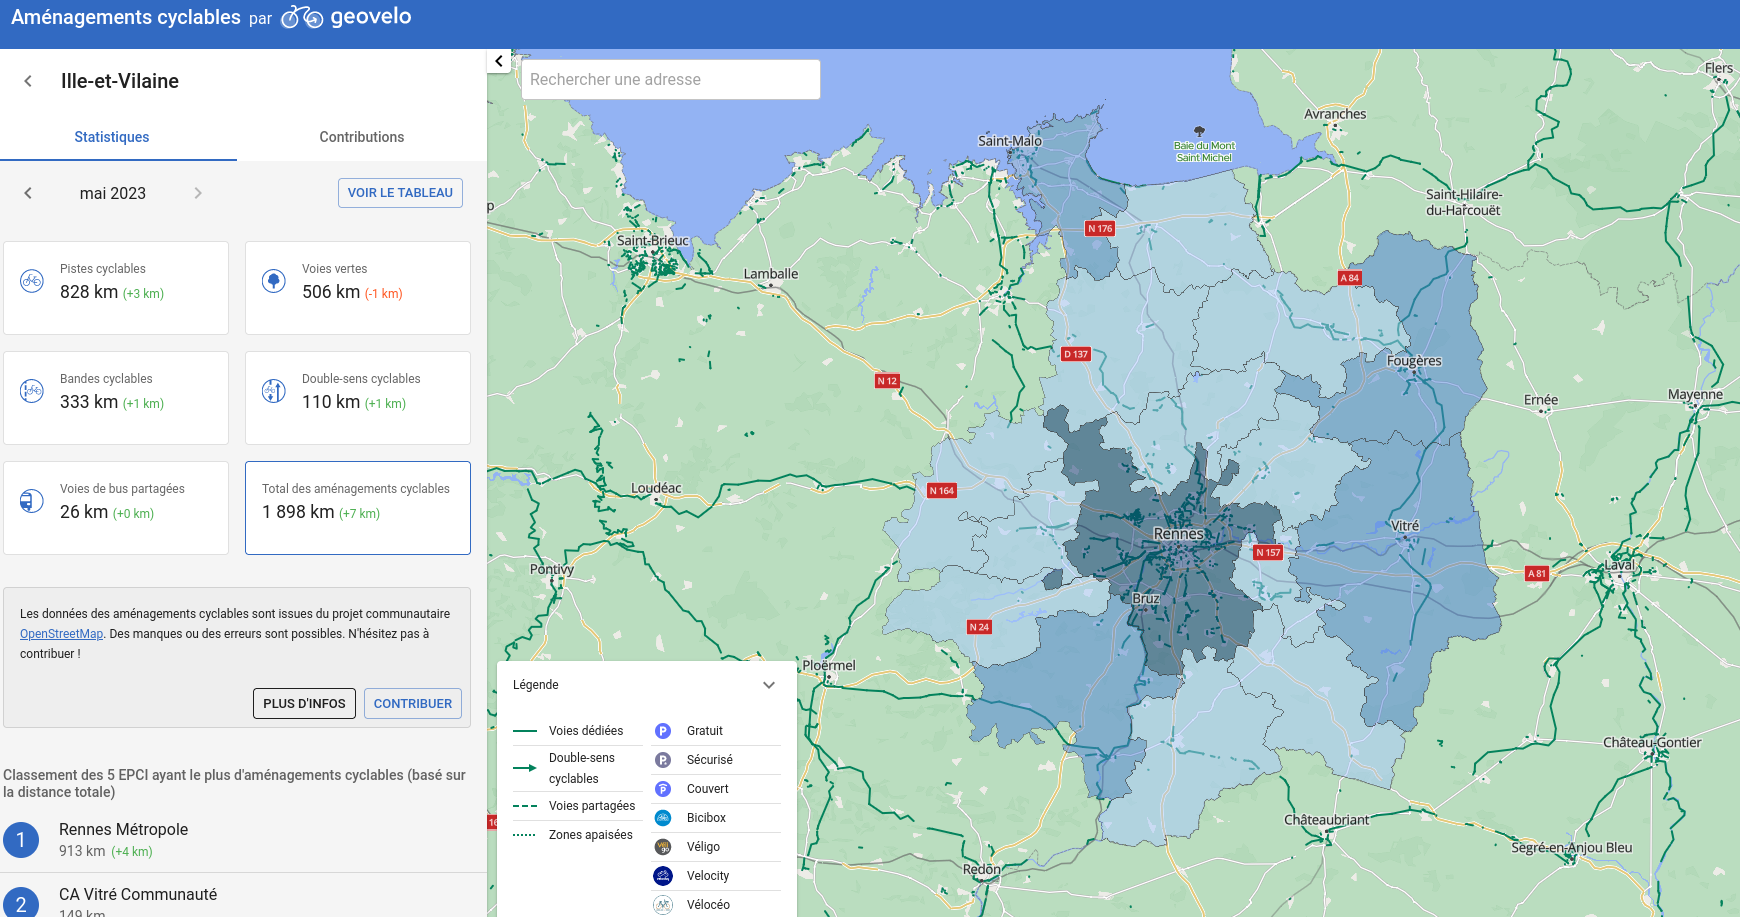 Aménagements cyclables par geovelo
Ille-et-Vilaine
Statistiques
Contributions
mai 2023
VOIR LE TABLEAU
Pistes cyclables
828 km (+3 km)
Voies vertes
506 km (-1 km)
Bandes cyclables
333 km (+1 km)
Double-sens cyclables
110 km (+1 km)
Voies de bus partagées
26 km (+0 km)
Total des aménagements cyclables
1 898 km (+7 km)
Les données des aménagements cyclables sont issues du projet communautaire
OpenStreetMap. Des manques ou des erreurs sont possibles. N'hésitez pas à
contribuer !
PLUS D'INFOS
CONTRIBUER
Classement des 5 EPCI ayant le plus d'aménagements cyclables (basé sur
la distance totale)
1
Rennes Métropole
913 km (+4 km)
2
CA Vitré Communauté
149 km
Rechercher une adresse
Flers
Avranches
Saint-Malo
Baie du Mont
Saint Michel
Saint-Hilaire-
du-Harcouët
p
N 176
Saint-Brieuc
Lamballe
A 84
D 137
Fougères
N 12
Ernée
Mayenne
Loudéac
N 164
Vitré
Rennes
N 157
Pontivy
A 81
Laval
Bruz
N 24
Ploërmel
Château-Gontier
16
Châteaubriant
Segré-en-Anjou Bleu
Redon
Légende
Voies dédiées
Double-sens
cyclables
Voies partagées
Zones apaisées
P
Gratuit
Sécurisé
Couvert
Bicibox
Véligo
Velocity
Vélocéo